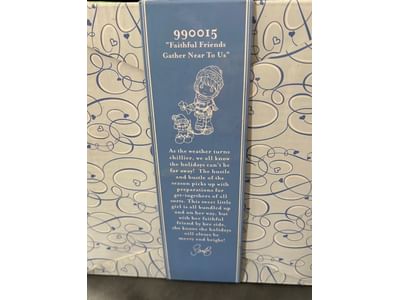 990015
"Faithful Friends
Gather Near To Us"
As the weather turns
chillier, we all know
the holidays can't be
far away! The hustle
and bustle of the
season picks up with
preparations for
get-togethers of all
sorts. This sweet little
girl is all bundled up
and on her way, but
with her faithful
friend by her side,
she knows the holidays
will always be
merry and bright!